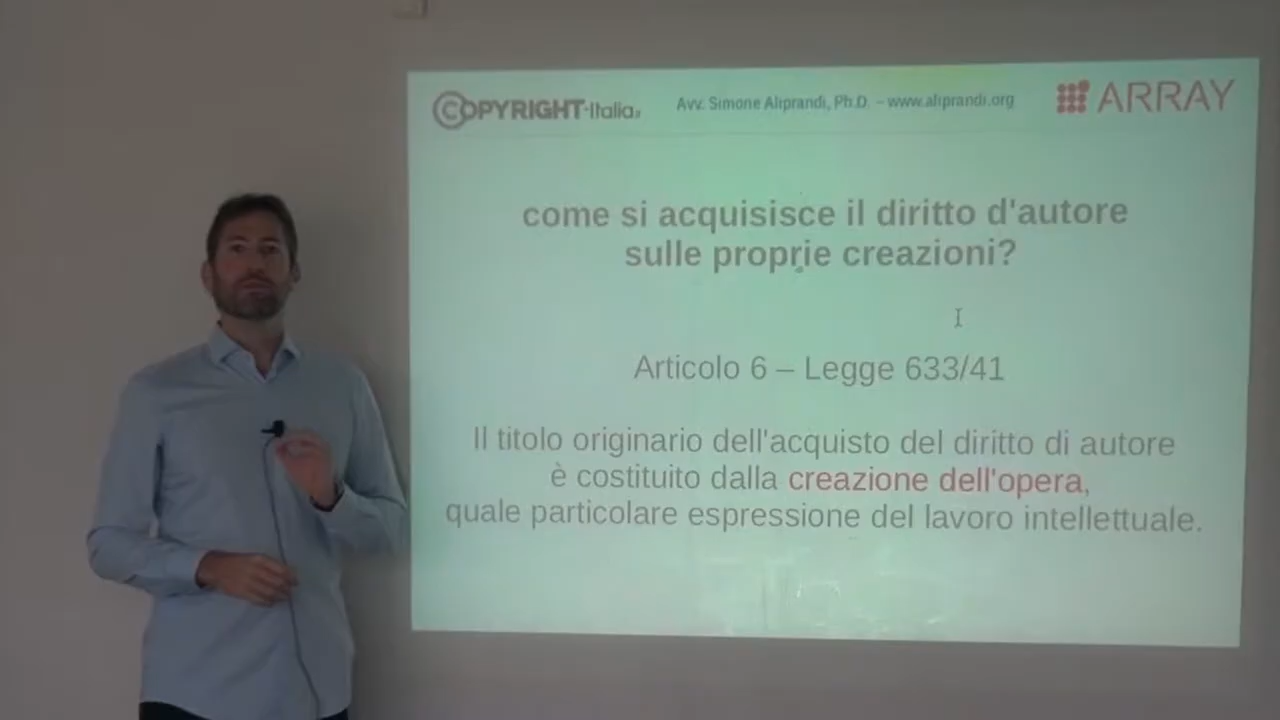 COPYRIGHT-Italia.it
Avv. Simone Aliprandi, Ph.D. – www.aliprandi.org
ARRAY
come si acquisisce il diritto d'autore
sulle proprie creazioni?
Articolo 6 – Legge 633/41
Il titolo originario dell'acquisto del diritto di autore
è costituito dalla creazione dell'opera,
quale particolare espressione del lavoro intellettuale.